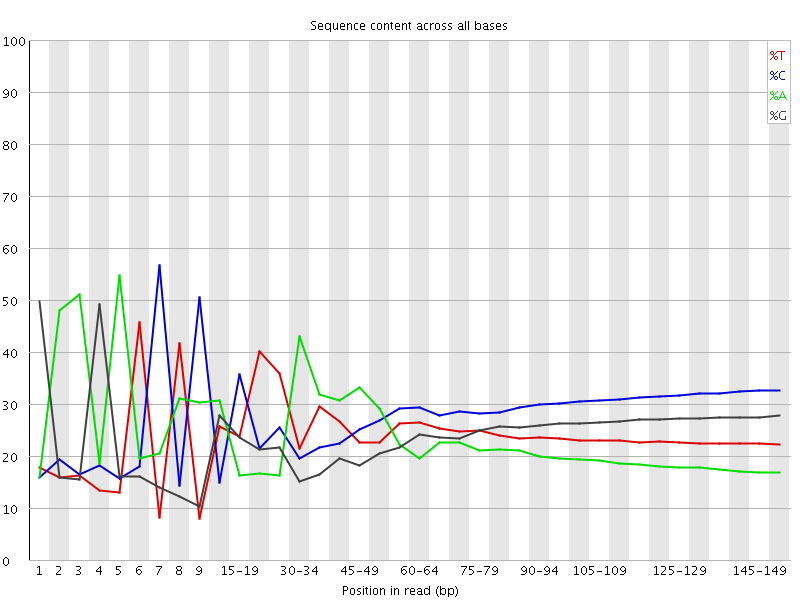 Sequence content across all bases
100
90
80
70
60
50
40
30
20
10
0
%T
%C
%A
%G
1 2 3 4 5 6 7 8 9 15-19 30-34 45-49 60-64 75-79 90-94 105-109 125-129 145-149
Position in read (bp)